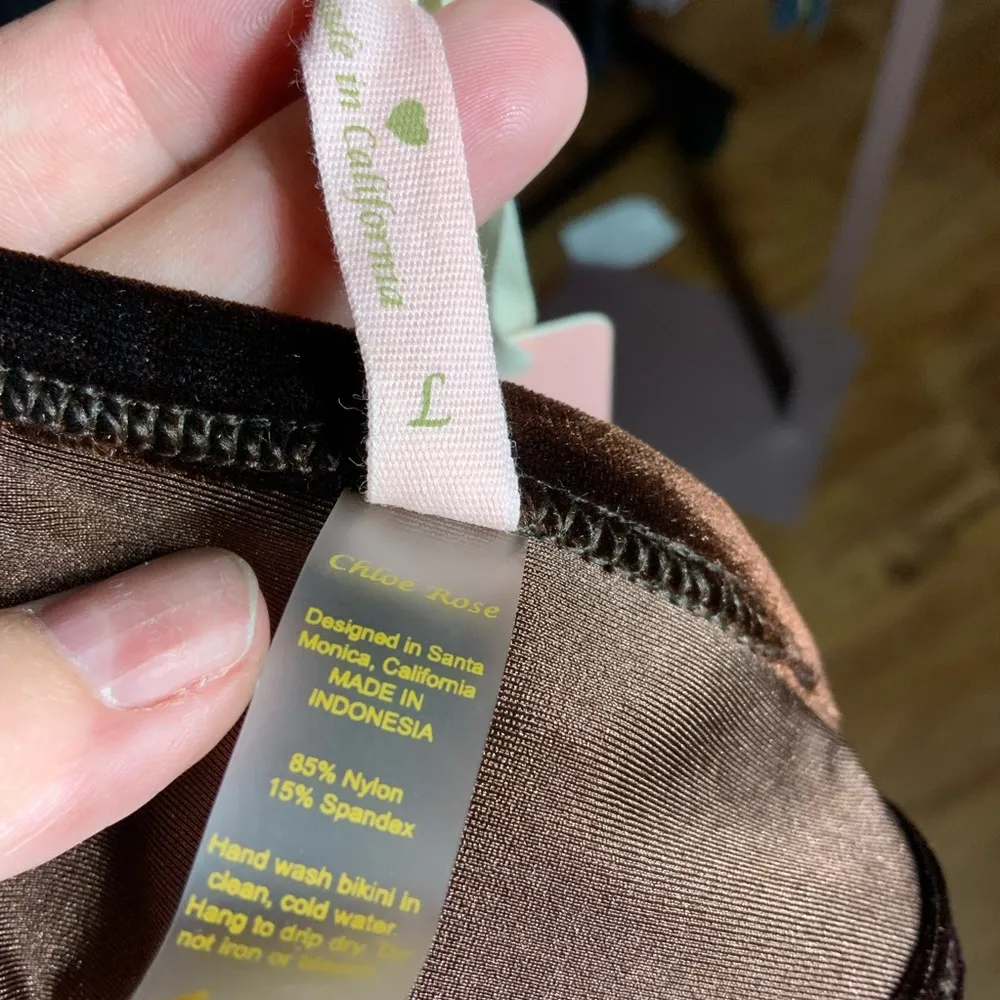 in California
L
Chloe Rose
Designed in Santa
Monica, California
MADE IN
INDONESIA
85% Nylon
15% Spandex
Hand wash bikini in
clean, cold water.
Hang to drip dry.
not iron or